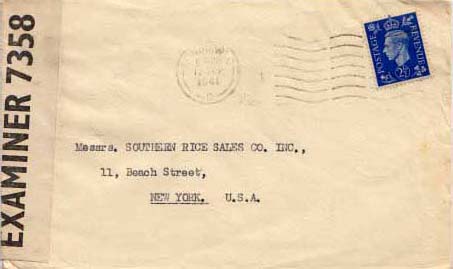 EXAMINER 7358
1941
POSTAGE
REVENUE
2½D
Messrs. SOUTHERN RICE SALES CO. INC.,
11, Beach Street,
NEW YORK. U.S.A.